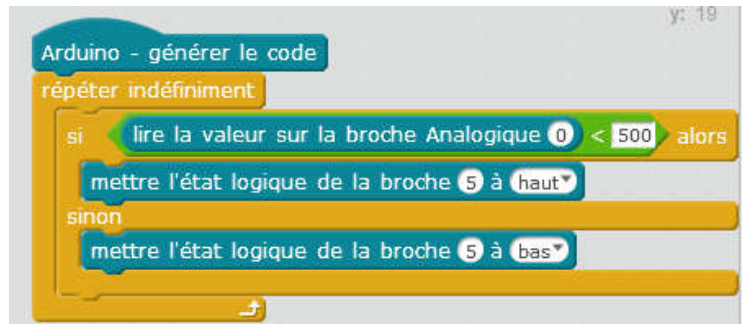 y: 19
Arduino - générer le code
répéter indéfiniment
si lire la valeur sur la broche Analogique 0 < 500 alors
mettre l'état logique de la broche 5 à haut
sinon
mettre l'état logique de la broche 5 à bas